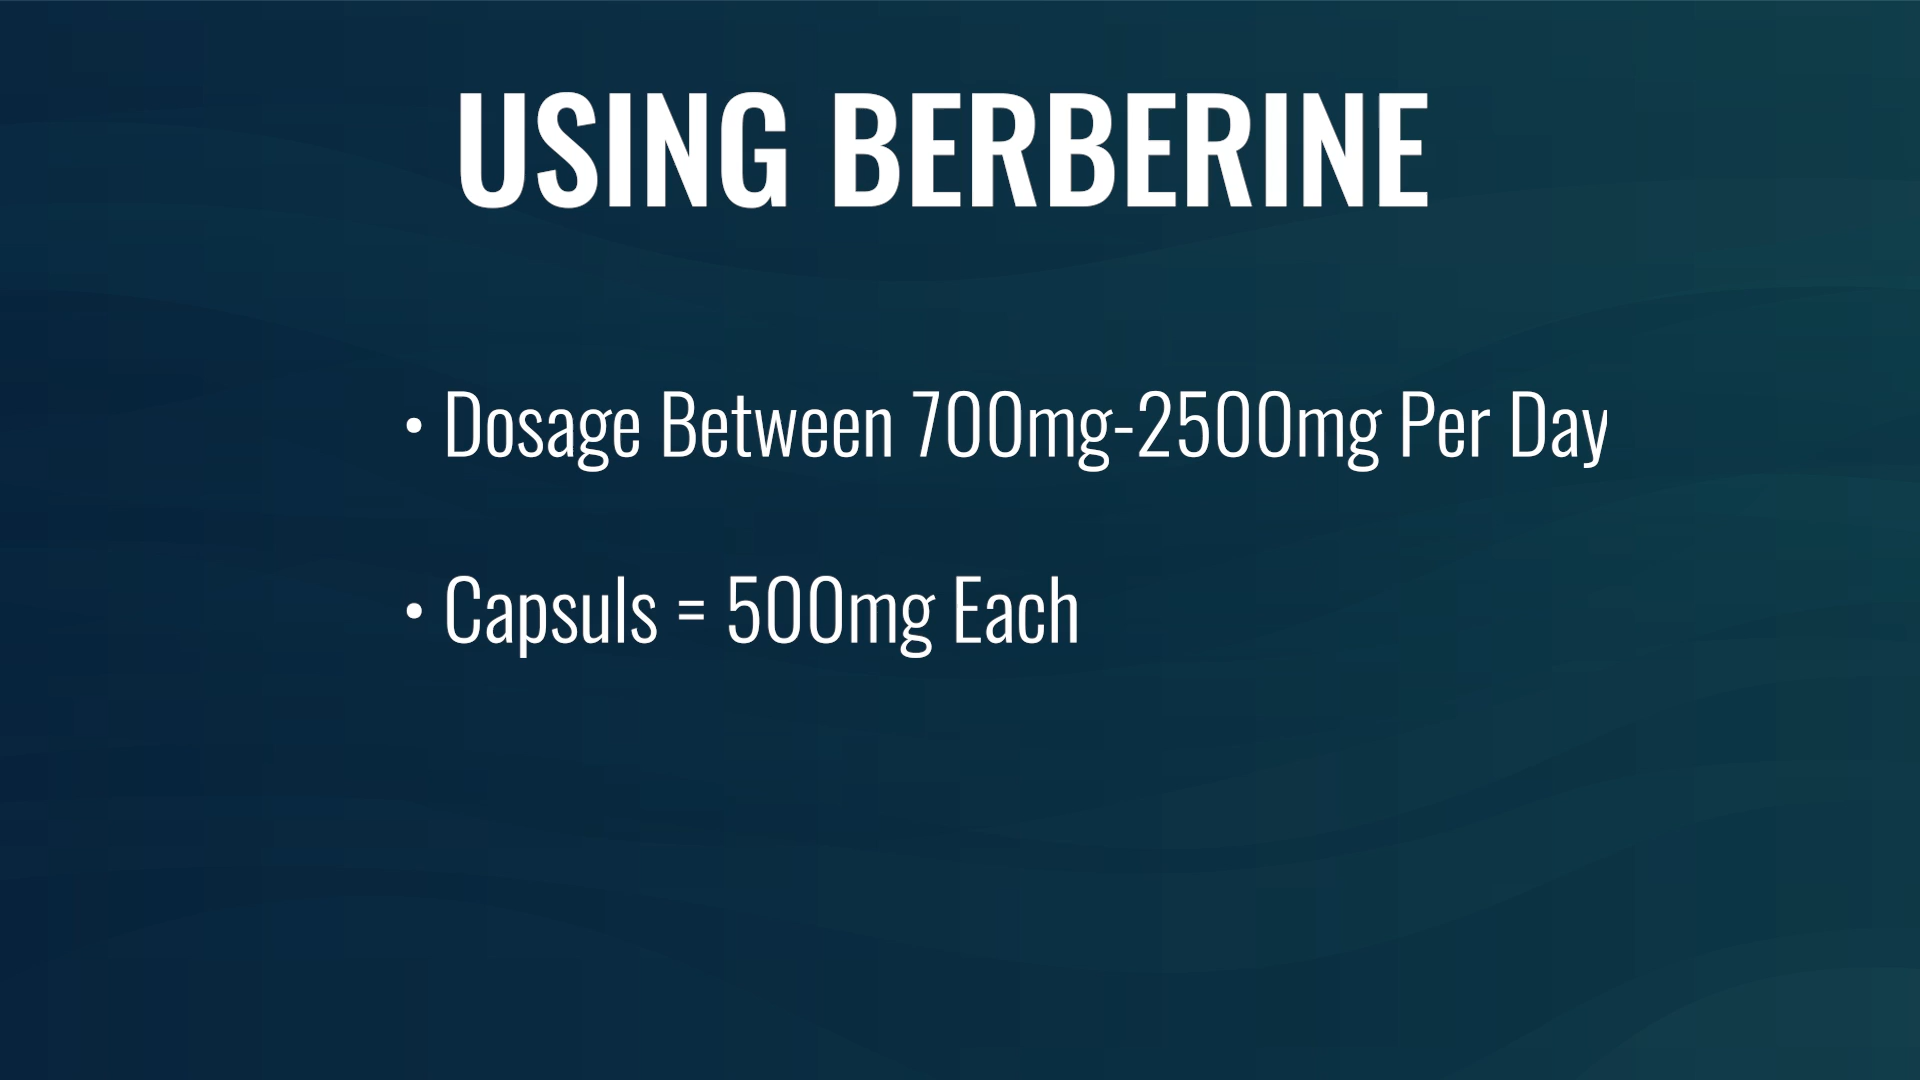 USING BERBERINE
• Dosage Between 700mg-2500mg Per Day
• Capsuls = 500mg Each